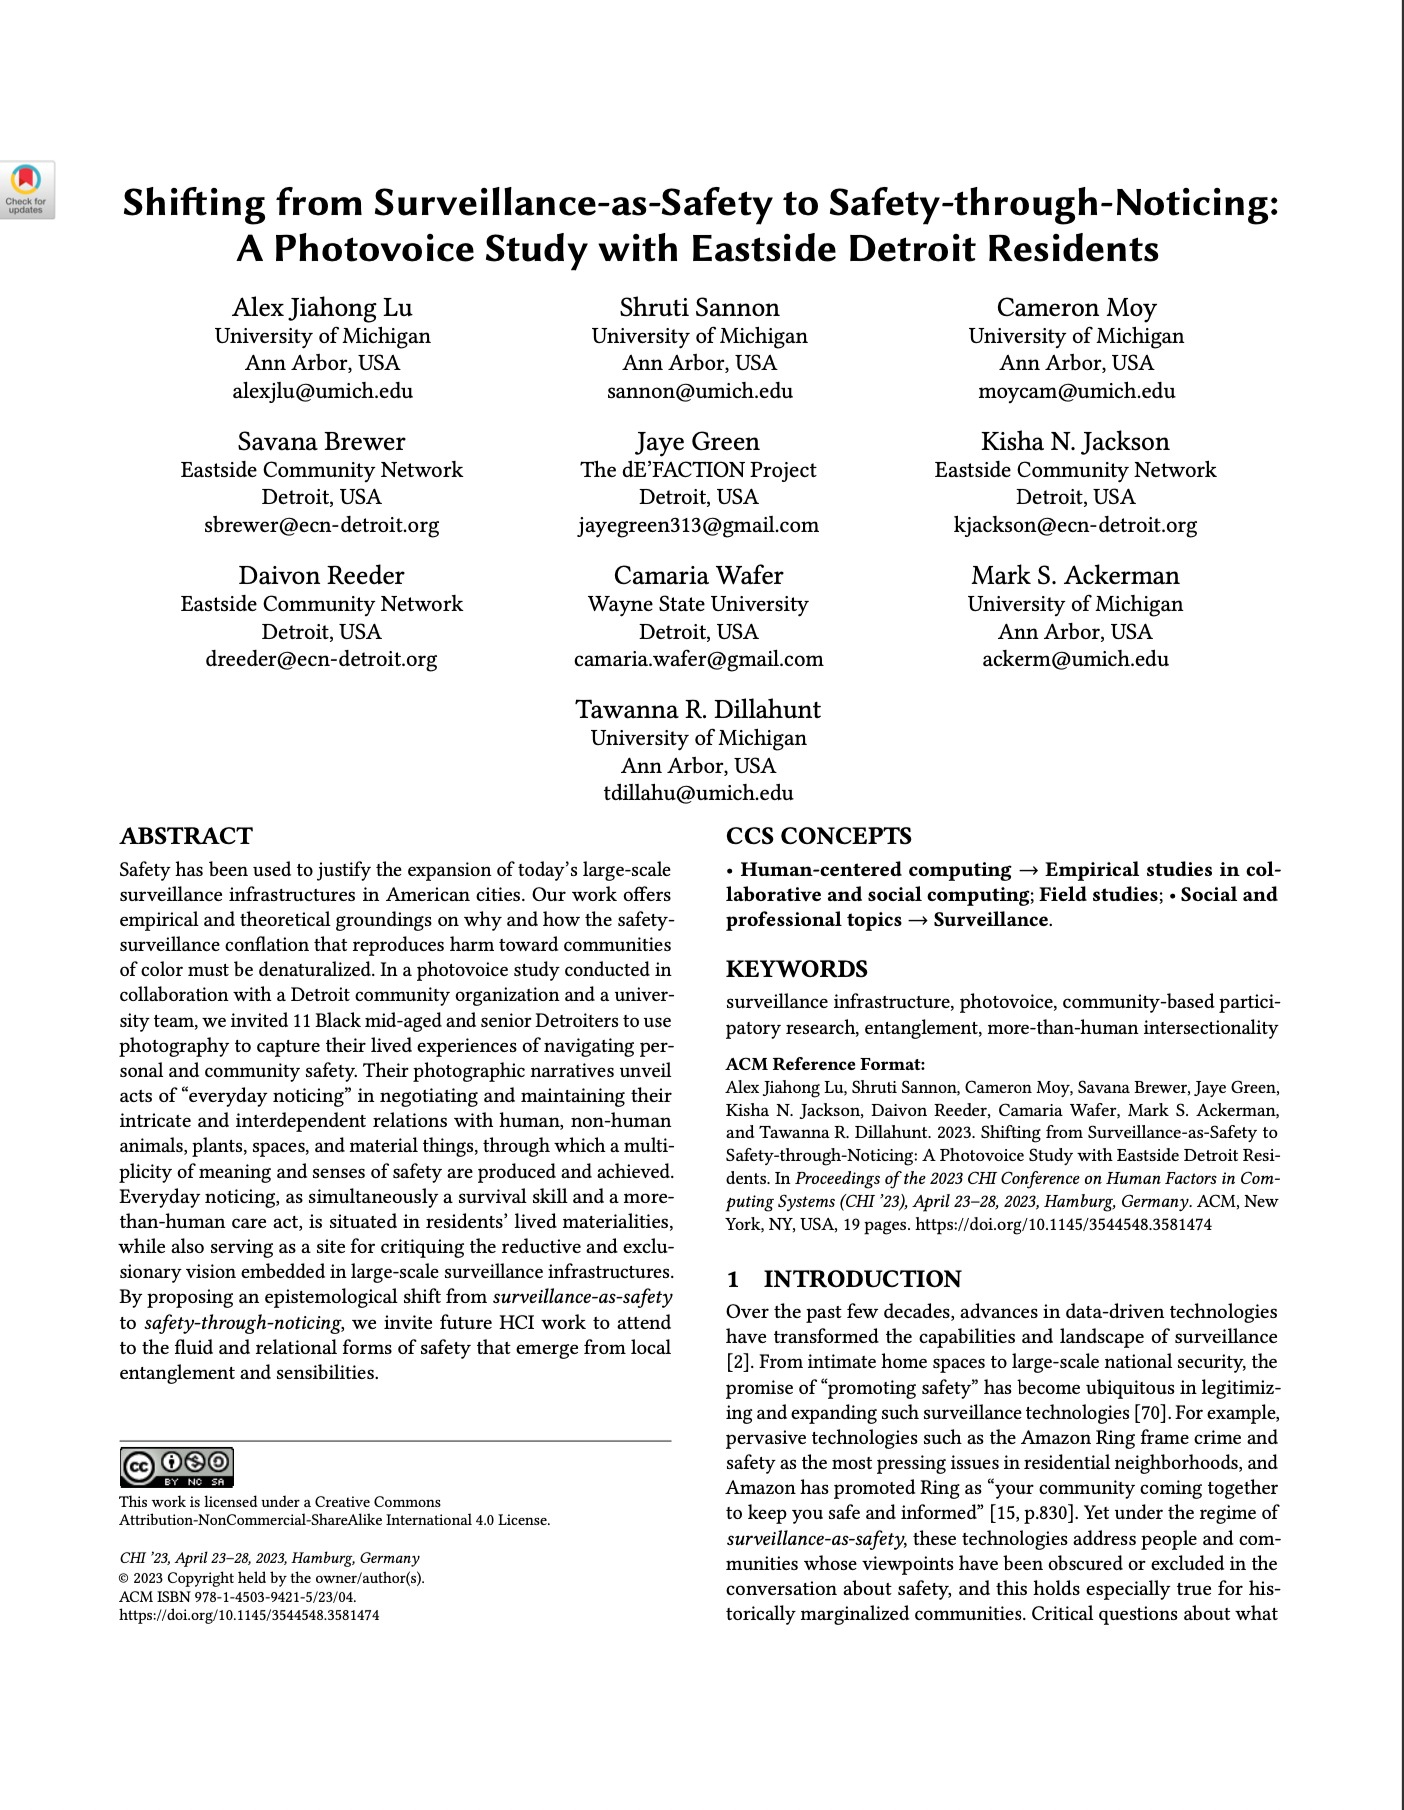 Check for
updates
Shifting from Surveillance-as-Safety to Safety-through-Noticing:
A Photovoice Study with Eastside Detroit Residents
Alex Jiahong Lu
University of Michigan
Ann Arbor, USA
alexjlu@umich.edu
Shruti Sannon
University of Michigan
Ann Arbor, USA
sannon@umich.edu
Cameron Moy
University of Michigan
Ann Arbor, USA
moycam@umich.edu
Savana Brewer
Eastside Community Network
Detroit, USA
sbrewer@ecn-detroit.org
Jaye Green
The dE'FACTION Project
Detroit, USA
jayegreen313@gmail.com
Kisha N. Jackson
Eastside Community Network
Detroit, USA
kjackson@ecn-detroit.org
Daivon Reeder
Eastside Community Network
Detroit, USA
dreeder@ecn-detroit.org
Camaria Wafer
Wayne State University
Detroit, USA
camaria.wafer@gmail.com
Mark S. Ackerman
University of Michigan
Ann Arbor, USA
ackerm@umich.edu
Tawanna R. Dillahunt
University of Michigan
Ann Arbor, USA
tdillahu@umich.edu
ABSTRACT
Safety has been used to justify the expansion of today's large-scale
surveillance infrastructures in American cities. Our work offers
empirical and theoretical groundings on why and how the safety-
surveillance conflation that reproduces harm toward communities
of color must be denaturalized. In a photovoice study conducted in
collaboration with a Detroit community organization and a univer-
sity team, we invited 11 Black mid-aged and senior Detroiters to use
photography to capture their lived experiences of navigating per-
sonal and community safety. Their photographic narratives unveil
acts of "everyday noticing" in negotiating and maintaining their
intricate and interdependent relations with human, non-human
animals, plants, spaces, and material things, through which a multi-
plicity of meaning and senses of safety are produced and achieved.
Everyday noticing, as simultaneously a survival skill and a more-
than-human care act, is situated in residents' lived materialities,
while also serving as a site for critiquing the reductive and exclu-
sionary vision embedded in large-scale surveillance infrastructures.
By proposing an epistemological shift from surveillance-as-safety
to safety-through-noticing, we invite future HCI work to attend
to the fluid and relational forms of safety that emerge from local
entanglement and sensibilities.
cc BY NC SA
This work is licensed under a Creative Commons
Attribution-NonCommercial-ShareAlike International 4.0 License.
CHI '23, April 23–28, 2023, Hamburg, Germany
© 2023 Copyright held by the owner/author(s).
ACM ISBN 978-1-4503-9421-5/23/04.
https://doi.org/10.1145/3544548.3581474
CCS CONCEPTS
• Human-centered computing → Empirical studies in col-
laborative and social computing; Field studies; • Social and
professional topics → Surveillance.
KEYWORDS
surveillance infrastructure, photovoice, community-based partici-
patory research, entanglement, more-than-human intersectionality
ACM Reference Format:
Alex Jiahong Lu, Shruti Sannon, Cameron Moy, Savana Brewer, Jaye Green,
Kisha N. Jackson, Daivon Reeder, Camaria Wafer, Mark S. Ackerman,
and Tawanna R. Dillahunt. 2023. Shifting from Surveillance-as-Safety to
Safety-through-Noticing: A Photovoice Study with Eastside Detroit Resi-
dents. In Proceedings of the 2023 CHI Conference on Human Factors in Com-
puting Systems (CHI '23), April 23–28, 2023, Hamburg, Germany. ACM, New
York, NY, USA, 19 pages. https://doi.org/10.1145/3544548.3581474
1 INTRODUCTION
Over the past few decades, advances in data-driven technologies
have transformed the capabilities and landscape of surveillance
[2]. From intimate home spaces to large-scale national security, the
promise of "promoting safety" has become ubiquitous in legitimiz-
ing and expanding such surveillance technologies [70]. For example,
pervasive technologies such as the Amazon Ring frame crime and
safety as the most pressing issues in residential neighborhoods, and
Amazon has promoted Ring as "your community coming together
to keep you safe and informed" [15, p.830]. Yet under the regime of
surveillance-as-safety, these technologies address people and com-
munities whose viewpoints have been obscured or excluded in the
conversation about safety, and this holds especially true for his-
torically marginalized communities. Critical questions about what